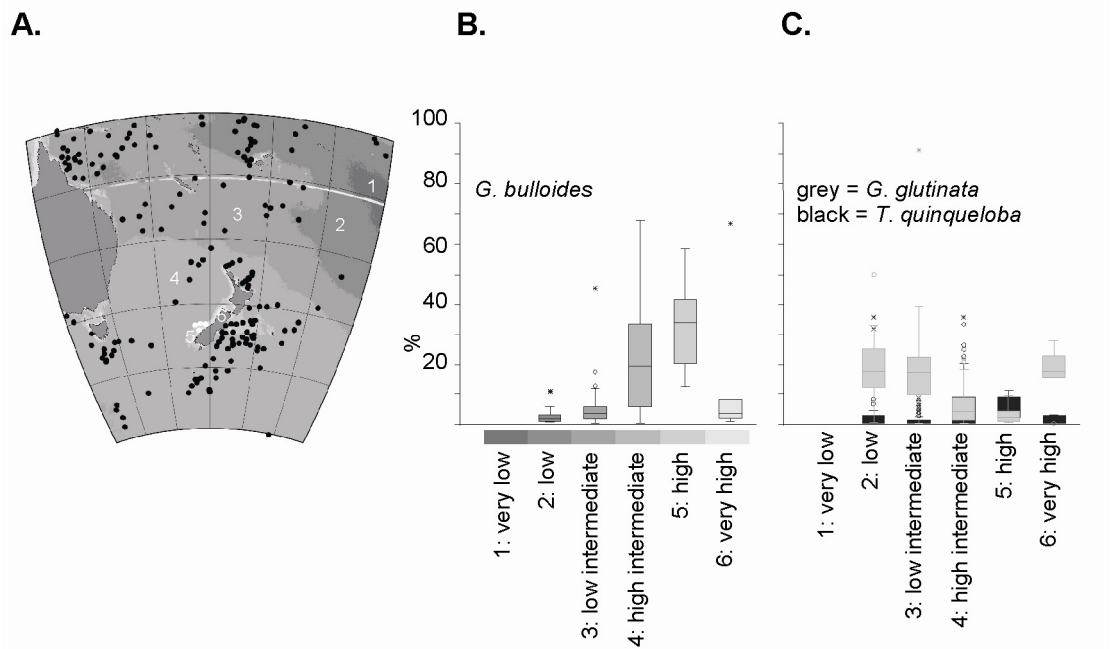 A.
B.
C.
1
2
3
4
5
6
100
80
60
40
20
%
G. bulloides
1: very low
2: low
3: low intermediate
4: high intermediate
5: high
6: very high
grey = G. glutinata
black = T. quinqueloba
1: very low
2: low
3: low intermediate
4: high intermediate
5: high
6: very high